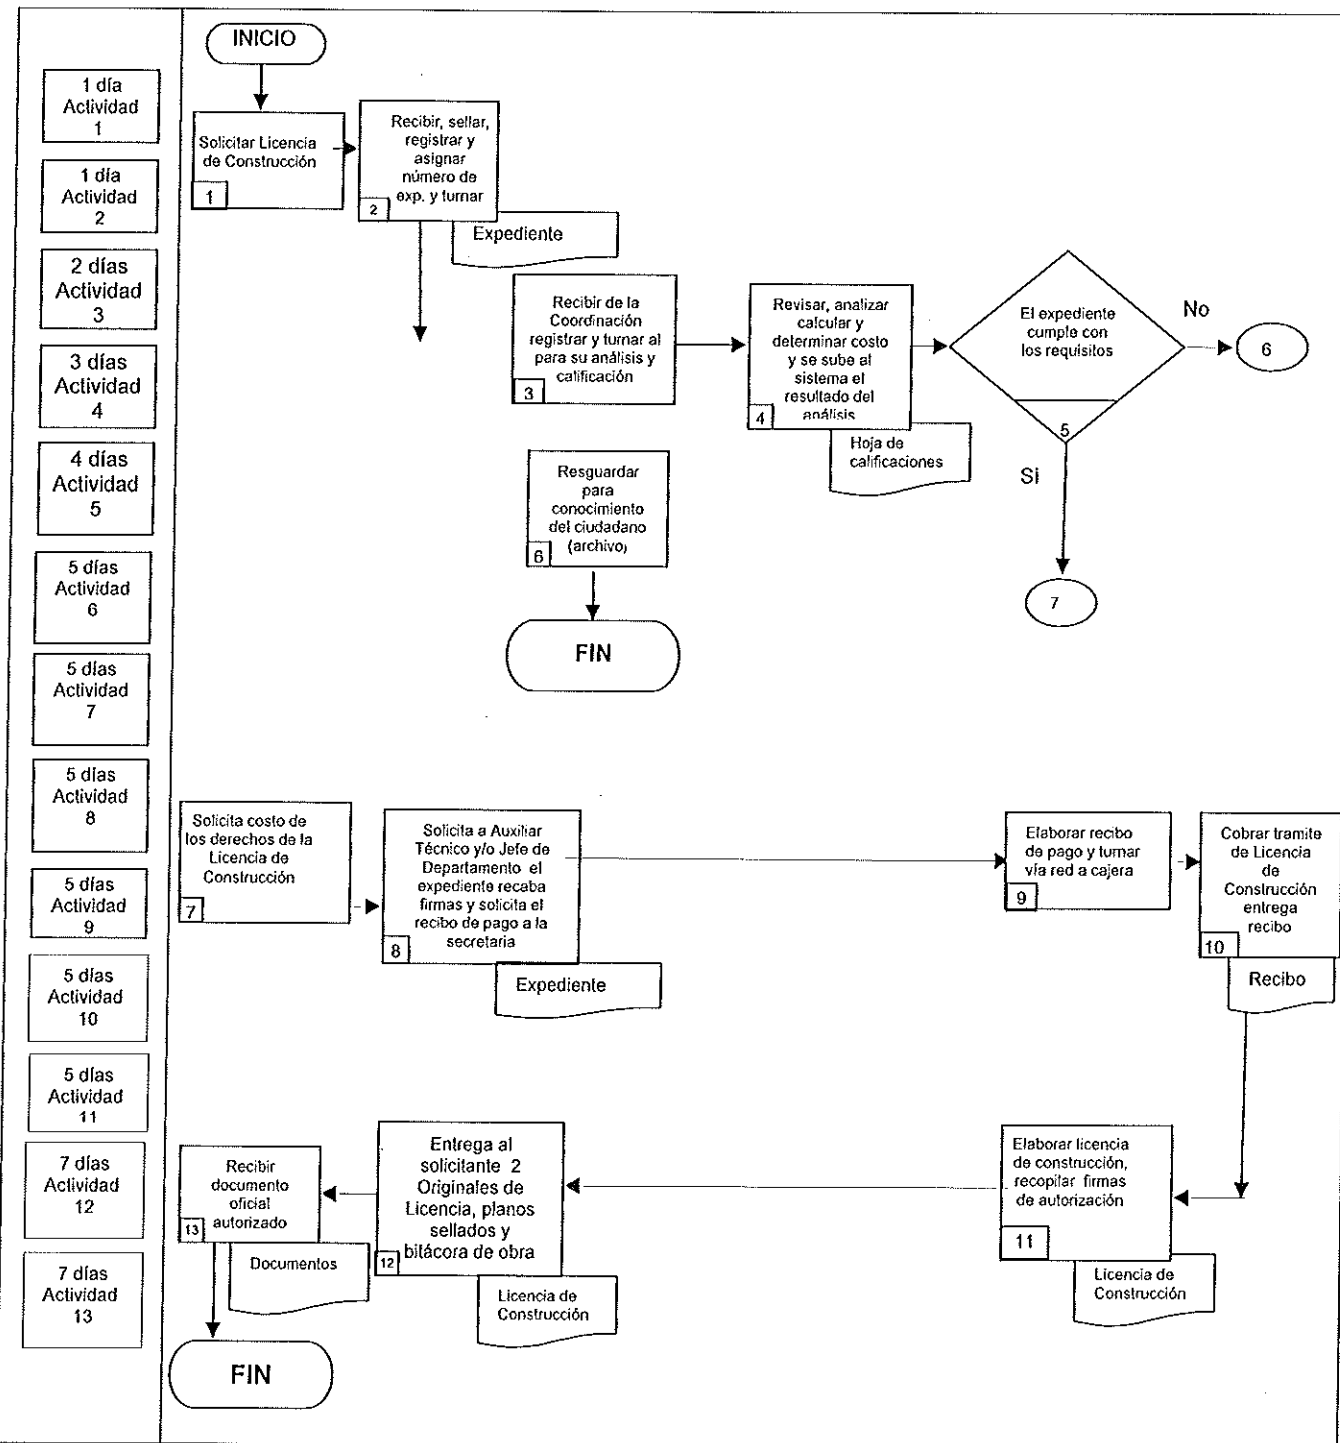 INICIO
1 día
Actividad
1
1 día
Actividad
2
2 días
Actividad
3
3 días
Actividad
4
4 días
Actividad
5
5 días
Actividad
6
5 días
Actividad
7
5 días
Actividad
8
5 días
Actividad
9
5 días
Actividad
10
5 días
Actividad
11
7 días
Actividad
12
7 días
Actividad
13
Solicitar Licencia
de Construcción
1
Recibir, sellar,
registrar y
asignar
número de
exp. y turnar
2
Expediente
Recibir de la
Coordinación
registrar y turnar al
para su análisis y
calificación
3
Revisar, analizar
calcular y
determinar costo
y se sube al
sistema el
resultado del
análisis
4
Hoja de
calificaciones
El expediente
cumple con
los requisitos
5
No
6
Si
7
Resguardar
para
conocimiento
del ciudadano
(archivo)
6
FIN
Solicita costo de
los derechos de la
Licencia de
Construcción
7
Solicita a Auxiliar
Técnico y/o Jefe de
Departamento el
expediente recaba
firmas y solicita el
recibo de pago a la
secretaria
8
Expediente
Elaborar recibo
de pago y turnar
vía red a cajera
9
Cobrar tramite
de Licencia
de
Construcción
entrega
recibo
10
Recibo
Elaborar licencia
de construcción,
recopilar firmas
de autorización
11
Licencia de
Construcción
Entrega al
solicitante 2
Originales de
Licencia, planos
sellados y
bitácora de obra
12
Licencia de
Construcción
Recibir
documento
oficial
autorizado
13
Documentos
FIN